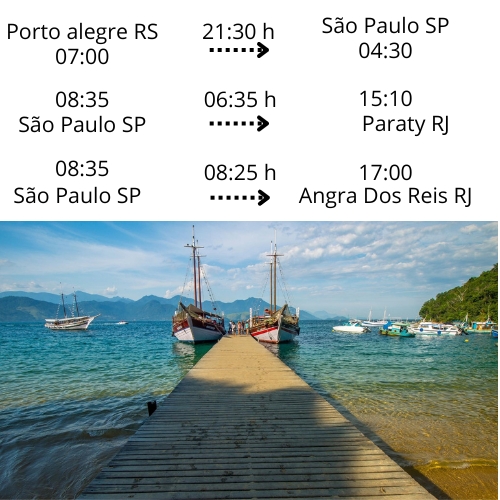 Porto alegre RS 21:30 h São Paulo SP
07:00 04:30
08:35 06:35 h 15:10
São Paulo SP Paraty RJ
08:35 08:25 h 17:00
São Paulo SP Angra Dos Reis RJ